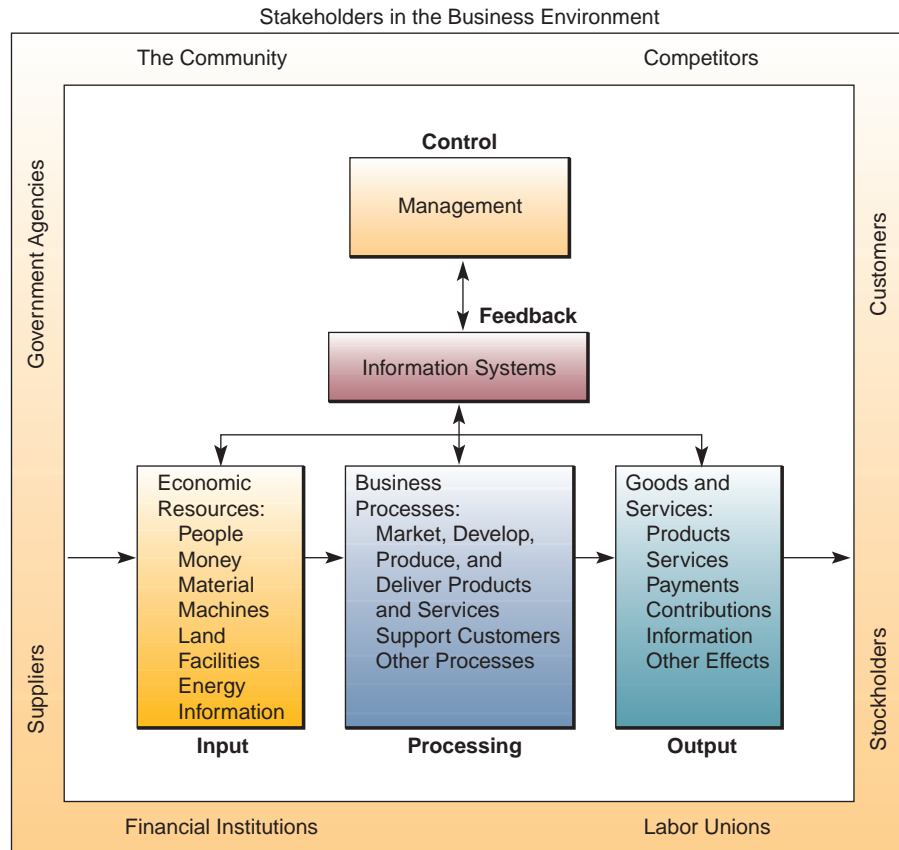 Stakeholders in the Business Environment
The Community
Competitors
Government Agencies
Customers
Control
Management
Feedback
Information Systems
Economic
Resources:
People
Money
Material
Machines
Land
Facilities
Energy
Information
Input
Business
Processes:
Market, Develop,
Produce, and
Deliver Products
and Services
Support Customers
Other Processes
Processing
Goods and
Services:
Products
Services
Payments
Contributions
Information
Other Effects
Output
Suppliers
Stockholders
Financial Institutions
Labor Unions